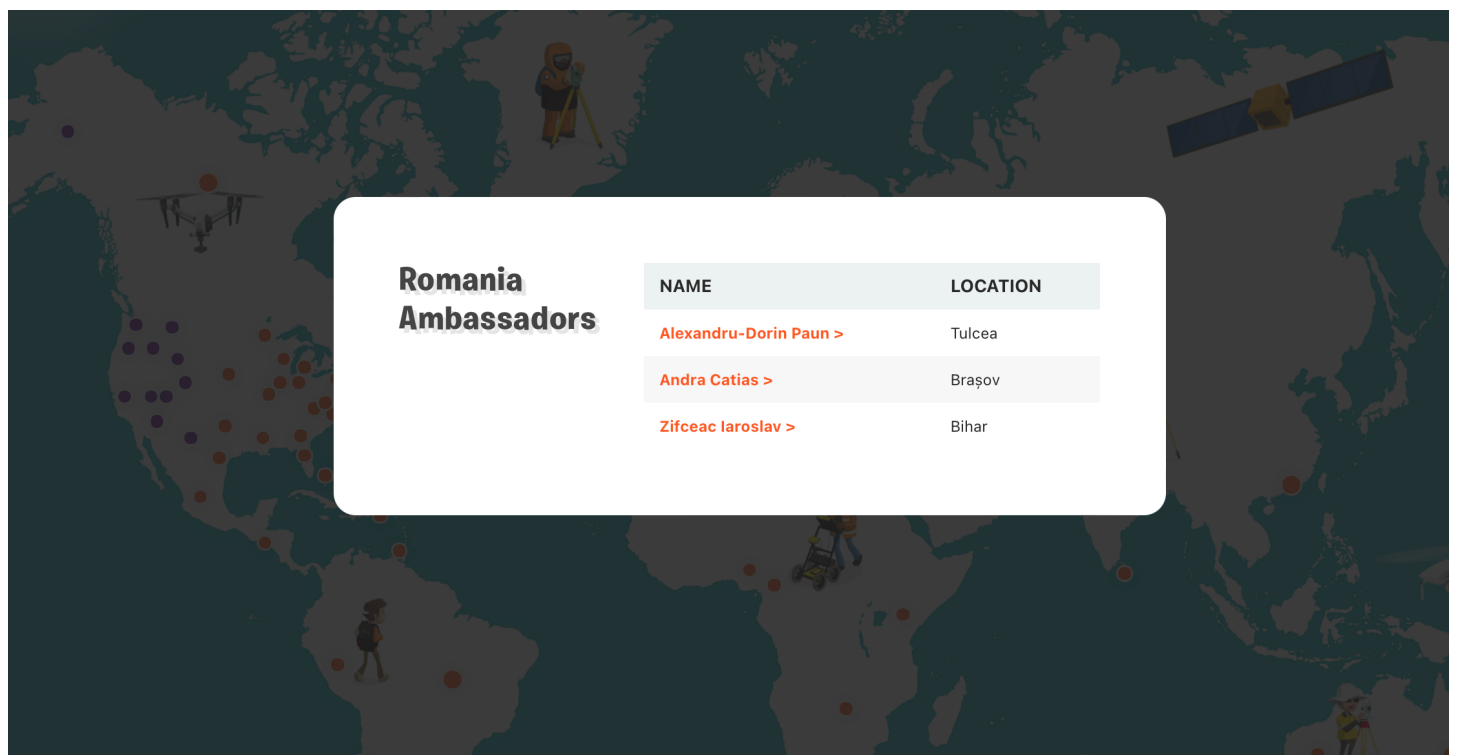 Romania
Ambassadors
NAME LOCATION
Alexandru-Dorin Paun > Tulcea
Andra Catias > Brașov
Zifceac Iaroslav > Bihar